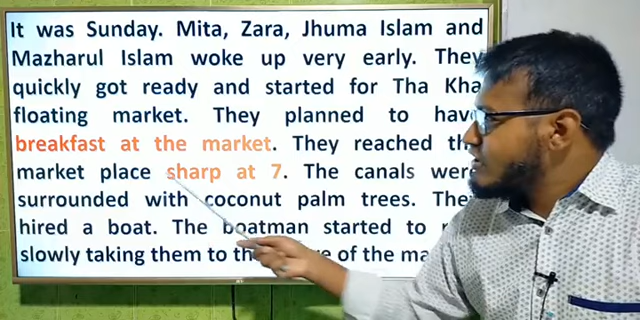 It was Sunday. Mita, Zara, Jhuma Islam and
Mazharul Islam woke up very early. They
quickly got ready and started for Tha Kha
floating market. They planned to have
breakfast at the market. They reached the
market place sharp at 7. The canals were
surrounded with coconut palm trees. They
hired a boat. The boatman started to
slowly taking them to the of the